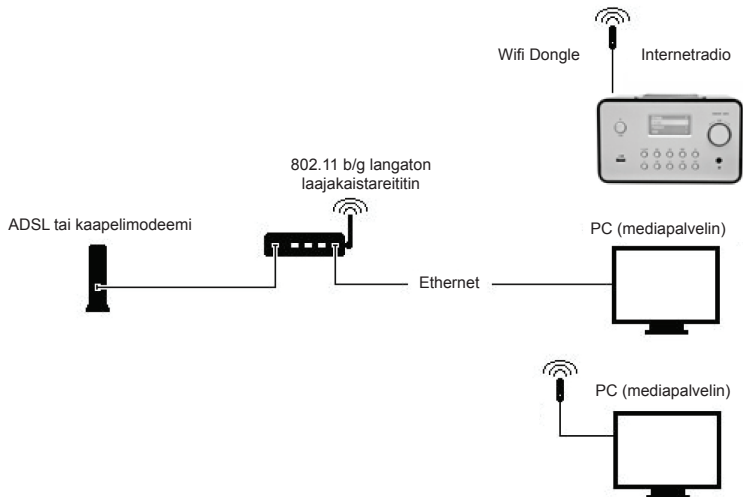 Wifi Dongle
Internetradio
802.11 b/g langaton
laajakaistareititin
ADSL tai kaapelimodeemi
PC (mediapalvelin)
Ethernet
PC (mediapalvelin)